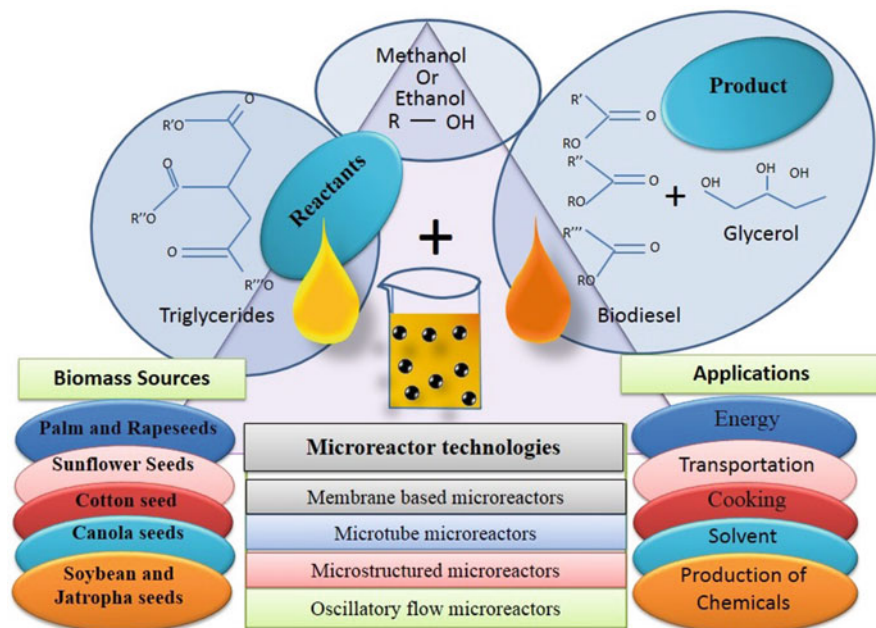 Methanol
Or
Ethanol
R — OH
Reactants
R'O
O
O
R''O
O
R'''O
Triglycerides
+
Product
R'
O
RO
R''
O
RO
R''''
O
RO
Biodiesel
+
OH
OH
OH
Glycerol
Biomass Sources
Palm and Rapeseeds
Sunflower Seeds
Cotton seed
Canola seeds
Soybean and
Jatropha seeds
Microreactor technologies
Membrane based microreactors
Microtube microreactors
Microstructured microreactors
Oscillatory flow microreactors
Applications
Energy
Transportation
Cooking
Solvent
Production of
Chemicals